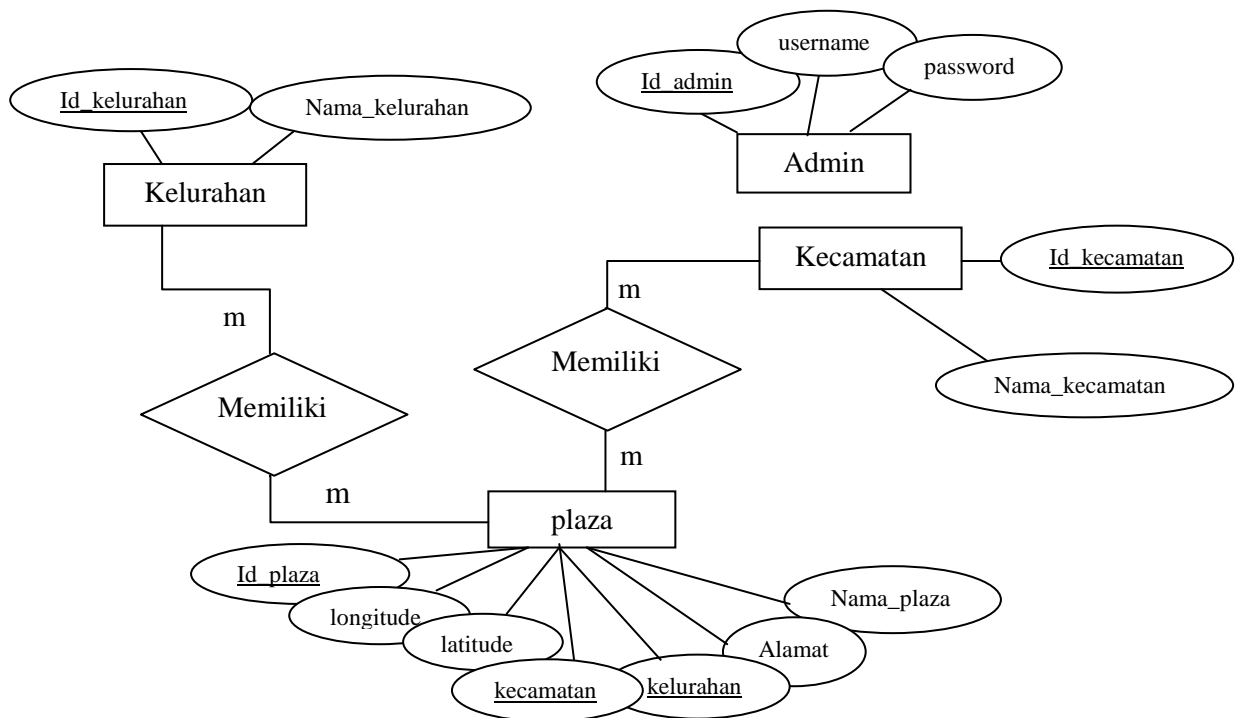 username
Id_admin
password
Id_kelurahan
Nama_kelurahan
Admin
Kelurahan
Kecamatan
Id_kecamatan
m
m
Memiliki
Nama_kecamatan
Memiliki
m
m
plaza
Id_plaza
Nama_plaza
longitude
latitude
Alamat
kecamatan
kelurahan